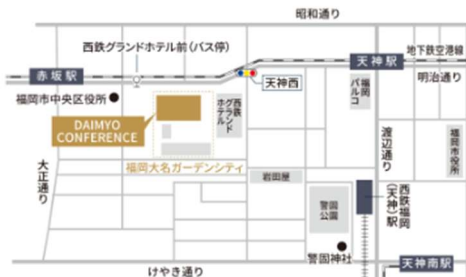 昭和通り
西鉄グランドホテル前(バス停)
地下鉄空港線
赤坂駅
天神駅
明治通り
天神西
福岡市中央区役所
福岡
パルコ
西鉄
グランド
ホテル
DAIMYO
CONFERENCE
渡辺通り
福岡市役所
大正通り
福岡大名ガーデンシティ
岩田屋
警固
公園
西鉄福岡
(天神)駅
警固神社
天神南駅
けやき通り